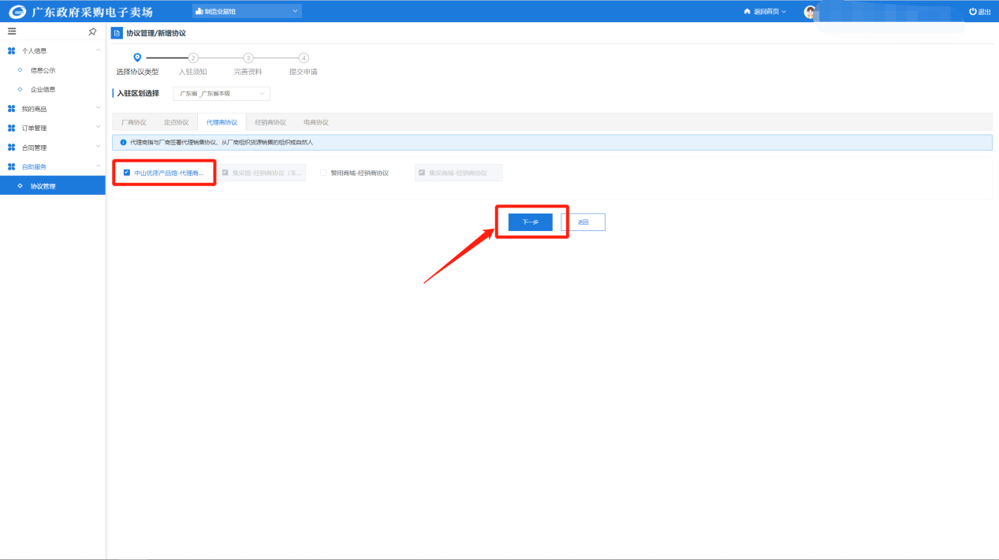 广东政府采购电子卖场
制造业展馆
返回首页
退出
协议管理/新增协议
个人信息
信息公示
企业信息
我的商品
订单管理
合同管理
自助服务
协议管理
2 3 4
选择协议类型 入驻须知 完善资料 提交申请
入驻区划选择 广东省_广东省本级
厂商协议 定点协议 代理商协议 经销商协议 电商协议
代理商指与厂商签署代理销售协议、从厂商组织货源销售的组织或自然人
中山优质产品馆-代理商... 集采馆-经销商协议（车... 警用商城-经销商协议 集采商城-经销商协议
下一步 返回